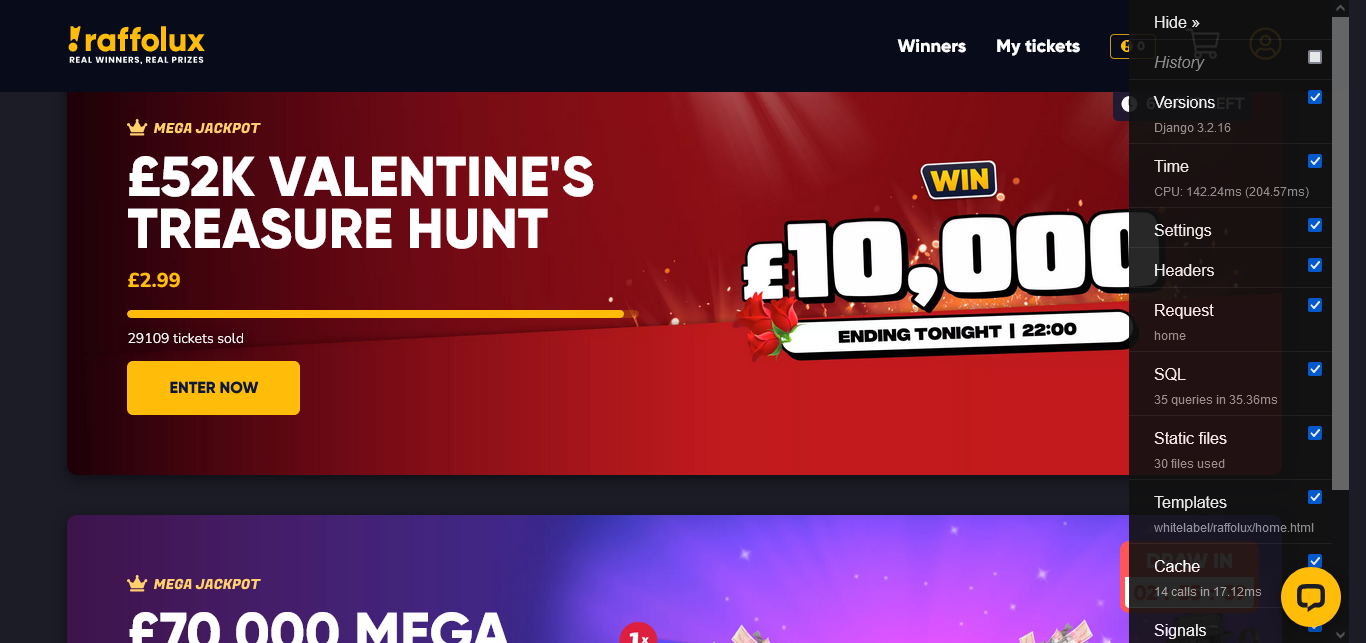 raffolux
REAL WINNERS, REAL PRIZES
Winners
My tickets
0
MEGA JACKPOT
£52K VALENTINE'S
TREASURE HUNT
£2.99
29109 tickets sold
ENTER NOW
WIN
£10,000
ENDING TONIGHT | 22:00
MEGA JACKPOT
£70,000 MEGA
1x
DRAW IN
Hide »
History
Versions
Django 3.2.16
Time
CPU: 142.24ms (204.57ms)
Settings
Headers
Request
home
SQL
35 queries in 35.36ms
Static files
30 files used
Templates
whitelabel/raffolux/home.html
Cache
14 calls in 17.12ms
Signals